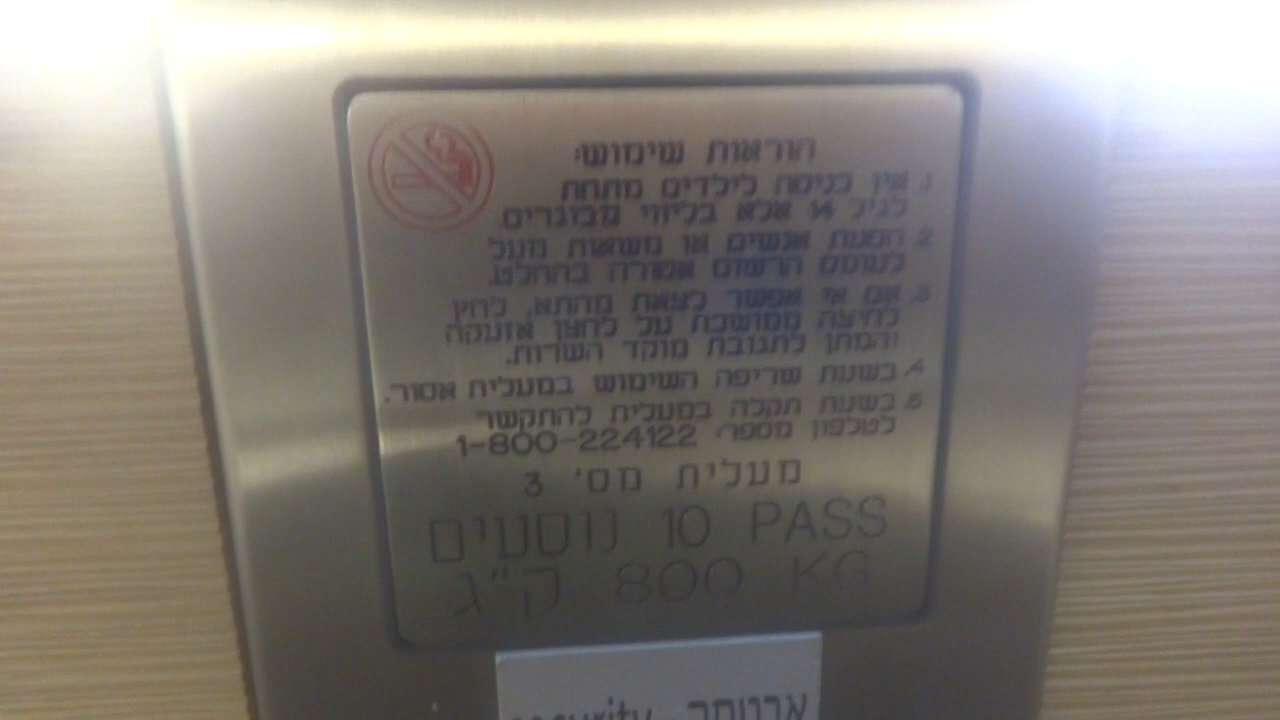 הוראות שימוש:
1. אין כניסה לילדים מתחת
לגיל 14 אלא בליווי מבוגרים.
2. הסעת אנשים או משאות מעל
לעומס הרשום אסורה בהחלט.
3. אם אי אפשר לצאת מהתא, לחץ
לחיצה ממושכת על לחצן אזעקה
והמתן לתגובת מוקד השרות.
4. בשעת שריפה השימוש במעלית אסור.
5. בשעת תקלה במעלית להתקשר
לטלפון מספר: 1-800-224122
מעלית מס' 3
10 PASS נוסעים
800 KG ק"ג
security -